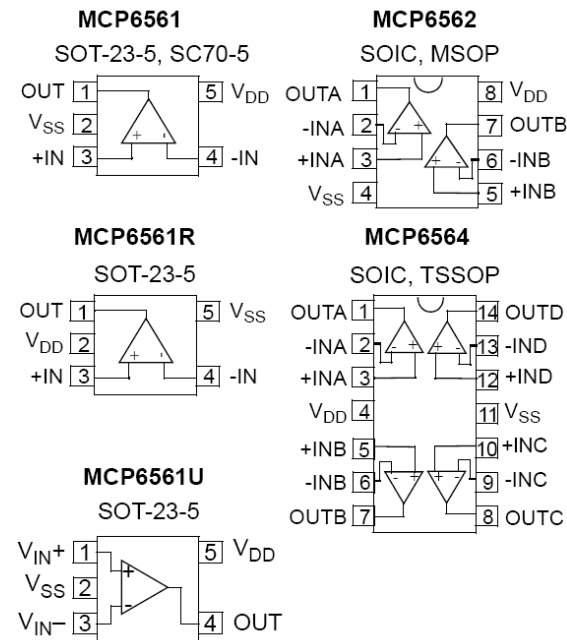 MCP6561
SOT-23-5, SC70-5
OUT 1 5 VDD
VSS 2
+IN 3 4 -IN
+ -
MCP6562
SOIC, MSOP
OUTA 1 8 VDD
-INA 2 7 OUTB
+INA 3 6 -INB
VSS 4 5 +INB
- +
+ -
MCP6561R
SOT-23-5
OUT 1 5 VSS
VDD 2
+IN 3 4 -IN
+ -
MCP6564
SOIC, TSSOP
OUTA 1 14 OUTD
-INA 2 13 -IND
+INA 3 12 +IND
VDD 4 11 VSS
+INB 5 10 +INC
-INB 6 9 -INC
OUTB 7 8 OUTC
- + + -
- + + -
MCP6561U
SOT-23-5
VIN+ 1 5 VDD
VSS 2
VIN– 3 4 OUT
+
-